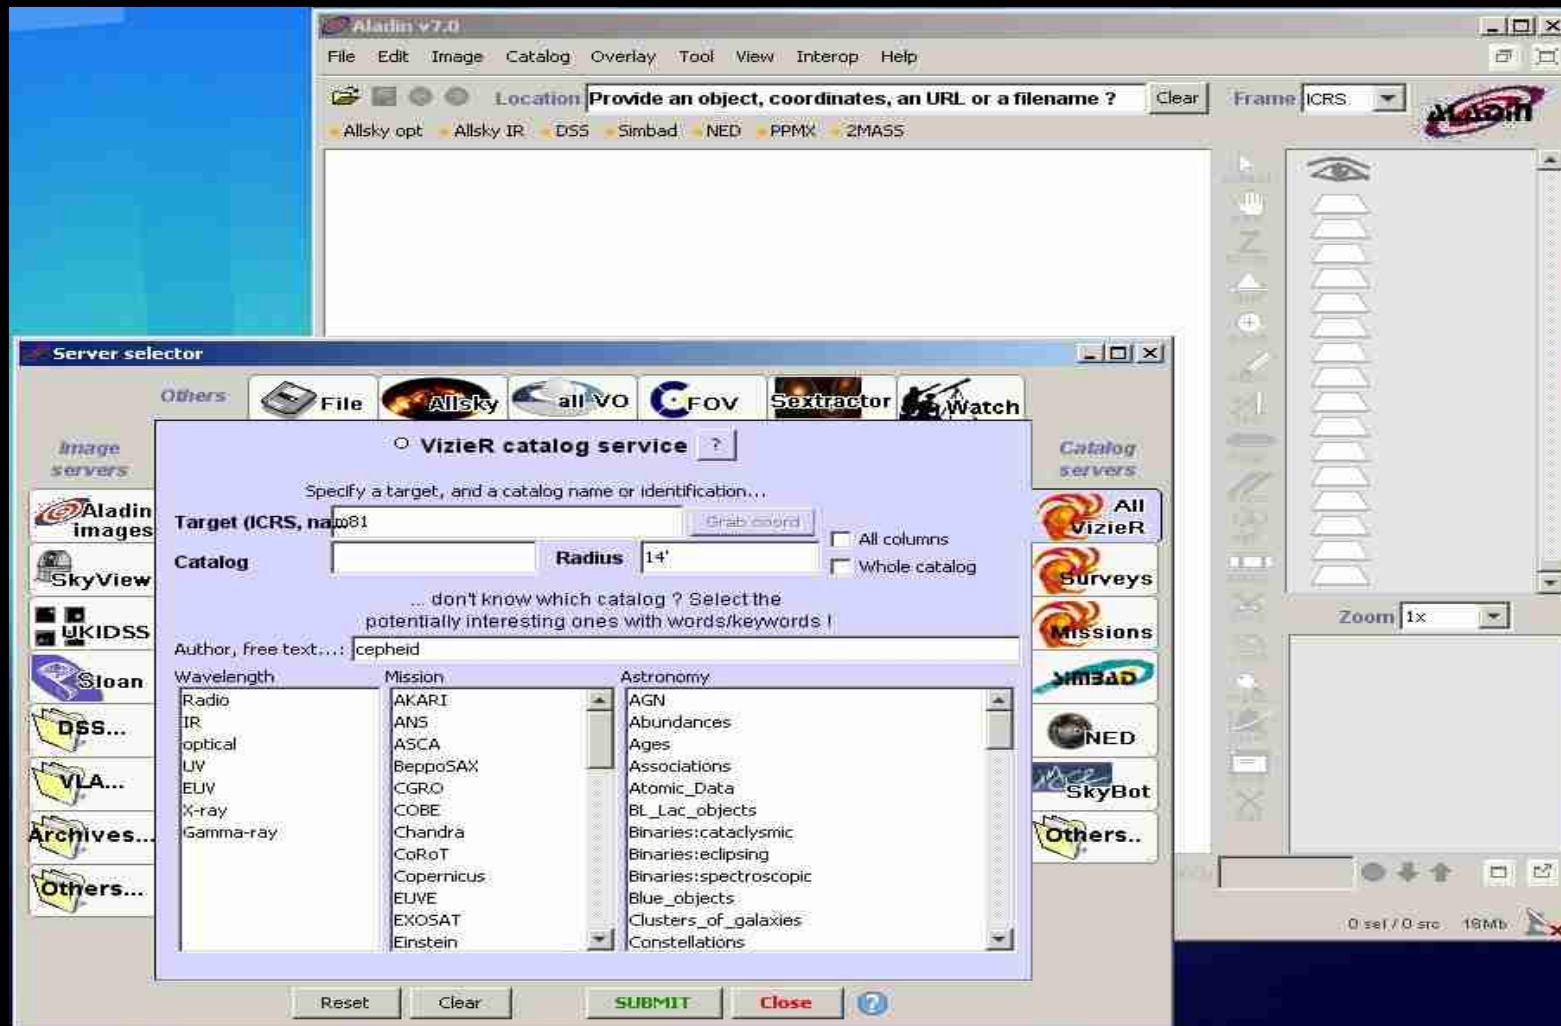 Aladin v7.0
File Edit Image Catalog Overlay Tool View Interop Help
Location Provide an object, coordinates, an URL or a filename ? Clear Frame ICRS
Allsky opt Allsky IR DSS Simbad NED PPMX 2MASS
ALADIN
Server selector
Others File Allsky all VO FOV Sextractor Watch
Image servers
Aladin images
SkyView
UKIDSS
Sloan
DSS...
VLA...
Archives...
Others...
VizieR catalog service ?
Specify a target, and a catalog name or identification...
Target (ICRS, na m81 Grab coord
All columns
Catalog Radius 14'
Whole catalog
... don't know which catalog ? Select the
potentially interesting ones with words/keywords !
Author, free text...: cepheid
Wavelength Mission Astronomy
Radio AKARI AGN
IR ANS Abundances
optical ASCA Ages
UV BeppoSAX Associations
EUV CGRO Atomic_Data
X-ray COBE BL_Lac_objects
Gamma-ray Chandra Binaries:cataclysmic
CoRoT Binaries:eclipsing
Copernicus Binaries:spectroscopic
EUVE Blue_objects
EXOSAT Clusters_of_galaxies
Einstein Constellations
Catalog servers
All VizieR
Surveys
Missions
SIMBAD
NED
SkyBot
Others..
Reset Clear SUBMIT Close
Zoom 1x
0 sel / 0 src 16Mb